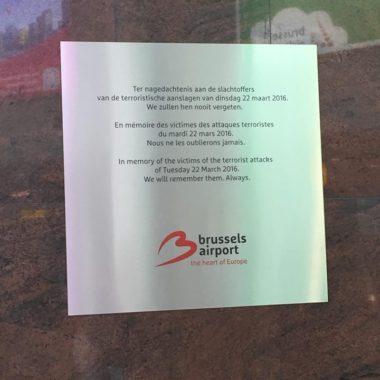 Ter nagedachtenis aan de slachtoffers
van de terroristische aanslagen van dinsdag 22 maart 2016.
We zullen hen nooit vergeten.
En mémoire des victimes des attaques terroristes
du mardi 22 mars 2016.
Nous ne les oublierons jamais.
In memory of the victims of the terrorist attacks
of Tuesday 22 March 2016.
We will remember them. Always.
brussels
airport
the heart of Europe